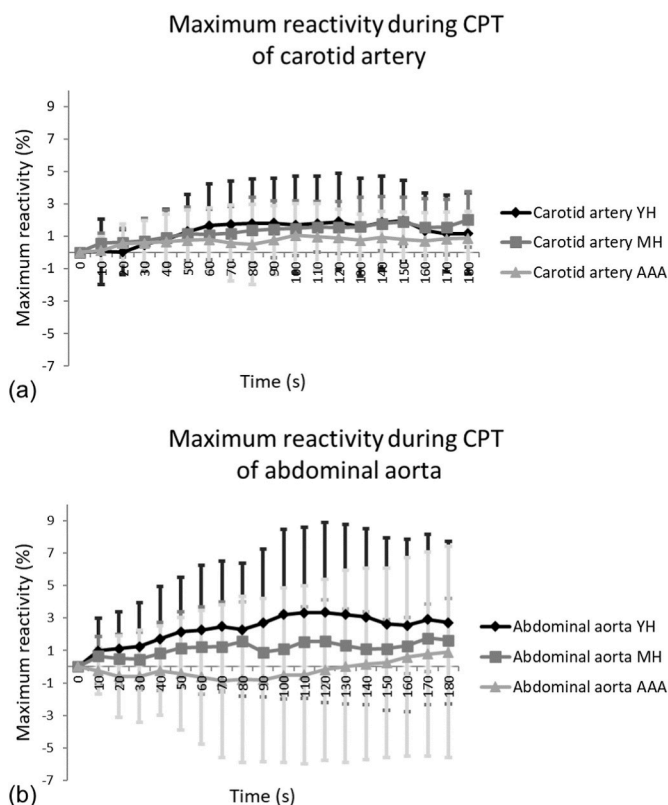 Maximum reactivity during CPT
of carotid artery
Maximum reactivity (%)
9
7
5
3
1
-1
-3
-5
-7
0 10 20 30 40 50 60 70 80 90 100 110 120 130 140 150 160 170 180
Carotid artery YH
Carotid artery MH
Carotid artery AAA
Time (s)
(a)
Maximum reactivity during CPT
of abdominal aorta
Maximum reactivity (%)
9
7
5
3
1
-1
-3
-5
-7
0 10 20 30 40 50 60 70 80 90 100 110 120 130 140 150 160 170 180
Abdominal aorta YH
Abdominal aorta MH
Abdominal aorta AAA
Time (s)
(b)